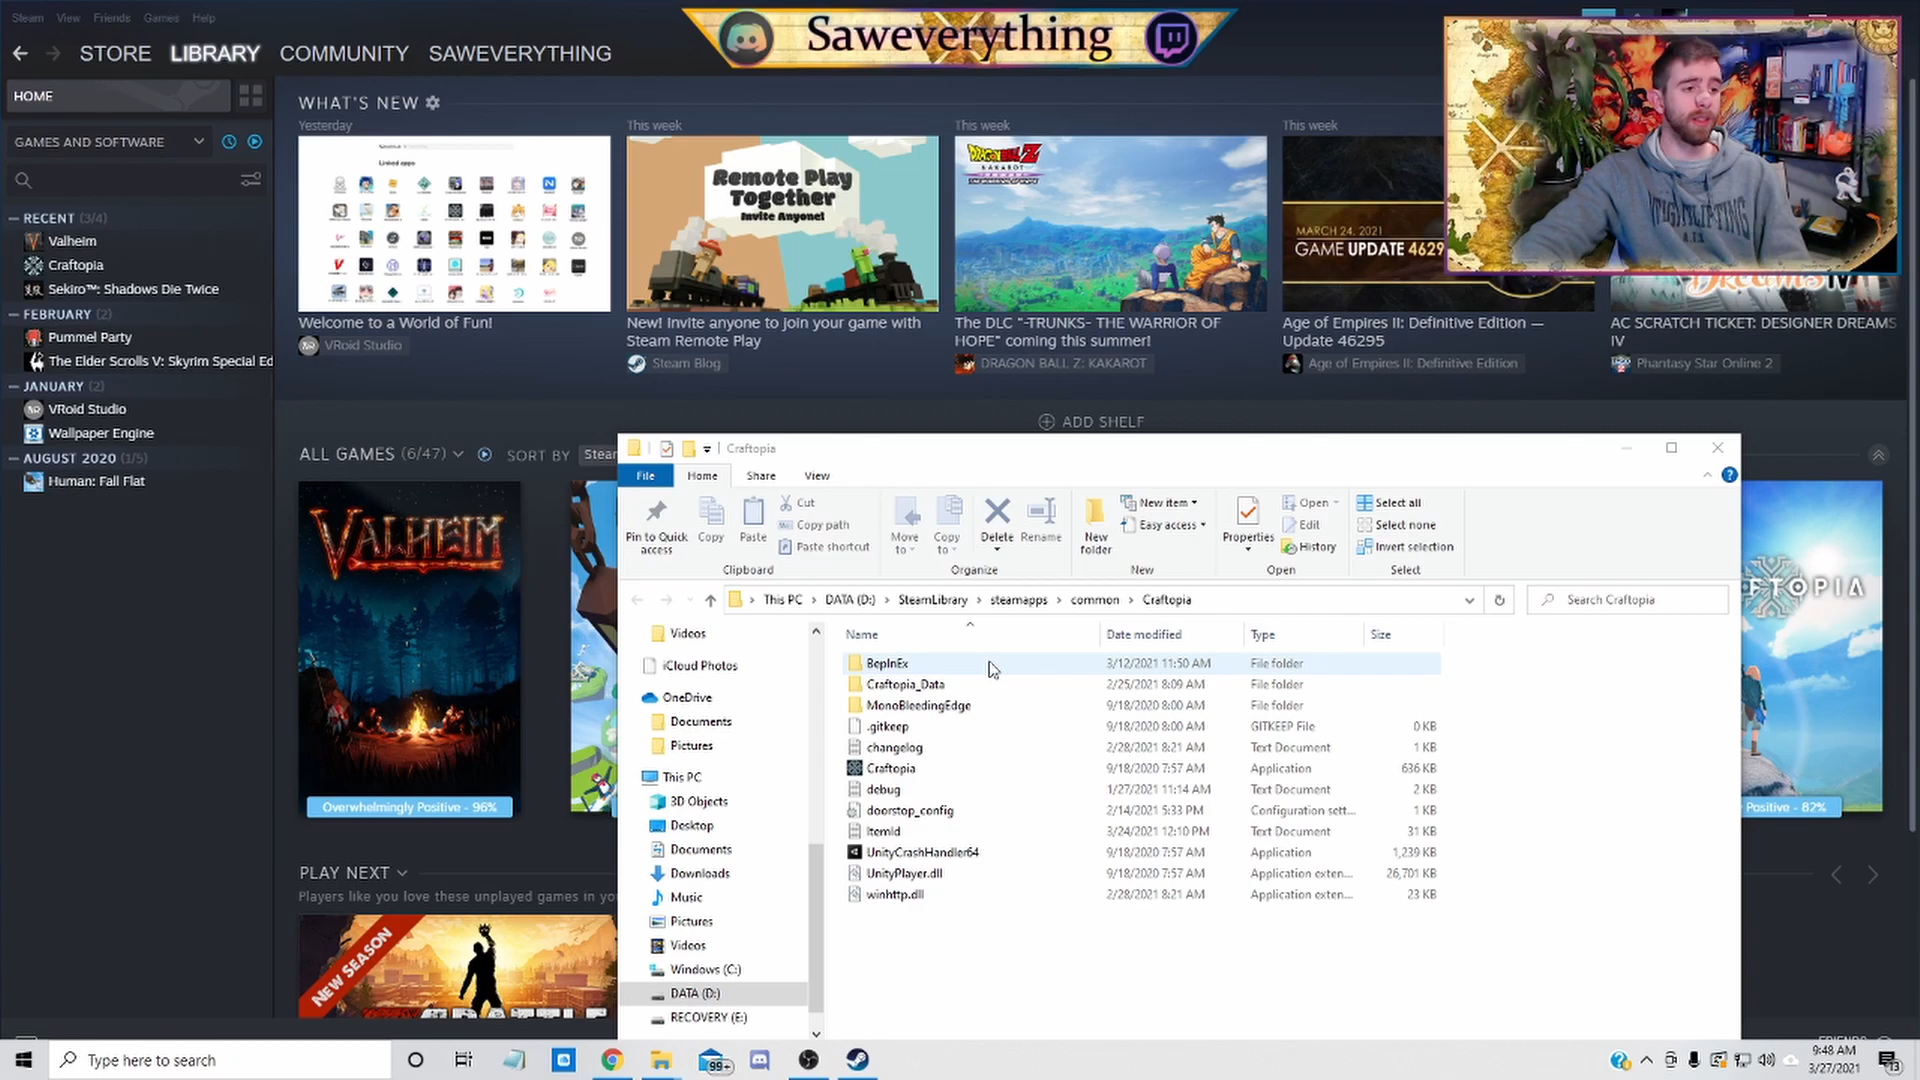 Steam View Friends Games Help
STORE LIBRARY COMMUNITY SAWEVERYTHING
Saweverything
HOME
GAMES AND SOFTWARE
RECENT (3/4)
Valheim
Craftopia
Sekiro™: Shadows Die Twice
FEBRUARY (2)
Pummel Party
The Elder Scrolls V: Skyrim Special Ed
JANUARY (2)
VRoid Studio
Wallpaper Engine
AUGUST 2020 (1/5)
Human: Fall Flat
WHAT'S NEW
Yesterday
Linked apps
Welcome to a World of Fun!
VRoid Studio
This week
Remote Play
Together
Invite Anyone!
New! Invite anyone to join your game with
Steam Remote Play
Steam Blog
This week
DRAGON BALL Z
KAKAROT
The DLC "-TRUNKS- THE WARRIOR OF
HOPE" coming this summer!
DRAGON BALL Z: KAKAROT
This week
MARCH 24, 2021
GAME UPDATE 4629
Age of Empires II: Definitive Edition —
Update 46295
Age of Empires II: Definitive Edition
AC SCRATCH TICKET: DESIGNER DREAMS
IV
Phantasy Star Online 2
ADD SHELF
ALL GAMES (6/47) SORT BY Stear
VALHEIM
Overwhelmingly Positive - 96%
FTOPIA
Positive - 82%
PLAY NEXT
Players like you love these unplayed games in you
NEW SEASON
Craftopia
File Home Share View
Pin to Quick
access
Copy
Paste
Cut
Copy path
Paste shortcut
Clipboard
Move
to
Copy
to
Delete
Rename
Organize
New
folder
New item
Easy access
New
Properties
Open
Edit
History
Open
Select all
Select none
Invert selection
Select
This PC › DATA (D:) › SteamLibrary › steamapps › common › Craftopia
Search Craftopia
Videos
iCloud Photos
OneDrive
Documents
Pictures
This PC
3D Objects
Desktop
Documents
Downloads
Music
Pictures
Videos
Windows (C:)
DATA (D:)
RECOVERY (E:)
Name Date modified Type Size
BepInEx 3/12/2021 11:50 AM File folder
Craftopia_Data 2/25/2021 8:09 AM File folder
MonoBleedingEdge 9/18/2020 8:00 AM File folder
.gitkeep 9/18/2020 8:00 AM GITKEEP File 0 KB
changelog 2/28/2021 8:21 AM Text Document 1 KB
Craftopia 9/18/2020 7:57 AM Application 636 KB
debug 1/27/2021 11:14 AM Text Document 2 KB
doorstop_config 2/14/2021 5:33 PM Configuration sett... 1 KB
ItemId 3/24/2021 12:10 PM Text Document 31 KB
UnityCrashHandler64 9/18/2020 7:57 AM Application 1,239 KB
UnityPlayer.dll 9/18/2020 7:57 AM Application exten... 26,701 KB
winhttp.dll 2/28/2021 8:21 AM Application exten... 23 KB
Type here to search
99+
9:48 AM
3/27/2021
13